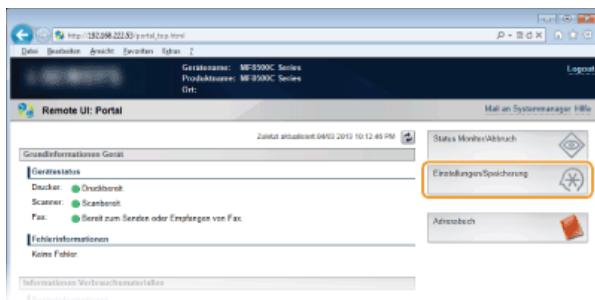 http://192.168.222.53/portal_top.html
Datei Bearbeiten Ansicht Favoriten Extras ?
Gerätename: MF8500C Series
Produktname: MF8500C Series
Ort:
Logout
Remote UI: Portal
Mail an Systemmanager Hilfe
Zuletzt aktualisiert:04/03 2013 10:12:46 PM
Grundinformationen Gerät
Gerätestatus
Drucker: Druckbereit.
Scanner: Scanbereit.
Fax: Bereit zum Senden oder Empfangen von Fax.
Fehlerinformationen
Keine Fehler.
Informationen Verbrauchsmaterialien
Status Monitor/Abbruch
Einstellungen/Speicherung
Adressbuch